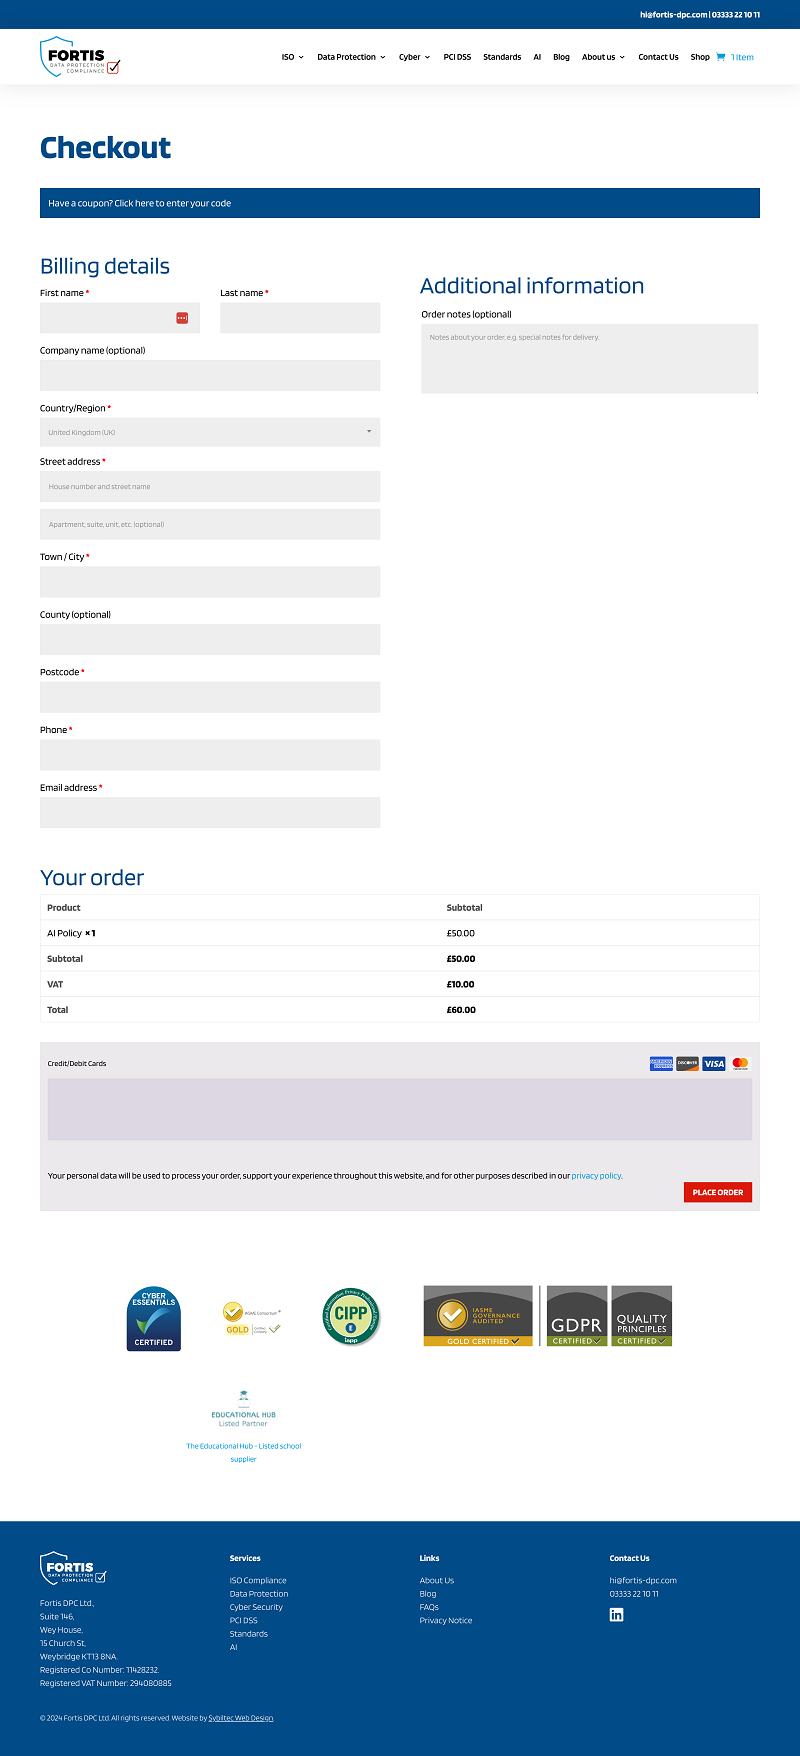 hi@fortis-dpc.com | 03333 22 10 11
FORTIS
DATA PROTECTION
COMPLIANCE
ISO Data Protection Cyber PCI DSS Standards AI Blog About us Contact Us Shop 1 Item
Checkout
Have a coupon? Click here to enter your code
Billing details
First name *
Last name *
Company name (optional)
Country/Region *
United Kingdom (UK)
Street address *
House number and street name
Apartment, suite, unit, etc. (optional)
Town / City *
County (optional)
Postcode *
Phone *
Email address *
Additional information
Order notes (optional)
Notes about your order, e.g. special notes for delivery.
Your order
Product Subtotal
AI Policy × 1 £50.00
Subtotal £50.00
VAT £10.00
Total £60.00
Credit/Debit Cards
AMERICAN EXPRESS
DISCOVER
VISA
Your personal data will be used to process your order, support your experience throughout this website, and for other purposes described in our privacy policy.
PLACE ORDER
CYBER
ESSENTIALS
CERTIFIED
IASME Consortium
GOLD
Certified
Company
CIPP
E
iapp
IASME
GOVERNANCE
AUDITED
GOLD CERTIFIED
GDPR
CERTIFIED
QUALITY
PRINCIPLES
CERTIFIED
EDUCATIONAL HUB
Listed Partner
The Educational Hub - Listed school
supplier
FORTIS
DATA PROTECTION
COMPLIANCE
Fortis DPC Ltd.,
Suite 146,
Wey House,
15 Church St,
Weybridge KT13 8NA.
Registered Co Number: 11428232.
Registered VAT Number: 294080885
Services
ISO Compliance
Data Protection
Cyber Security
PCI DSS
Standards
AI
Links
About Us
Blog
FAQs
Privacy Notice
Contact Us
hi@fortis-dpc.com
03333 22 10 11
in
© 2024 Fortis DPC Ltd. All rights reserved. Website by Sybiltec Web Design.